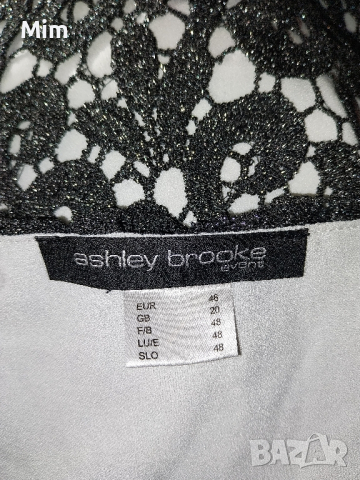 Mim
ashley brooke
event
EUR 46
GB 20
F/B 48
LU/E 48
SLO 48
BAZAR
bg